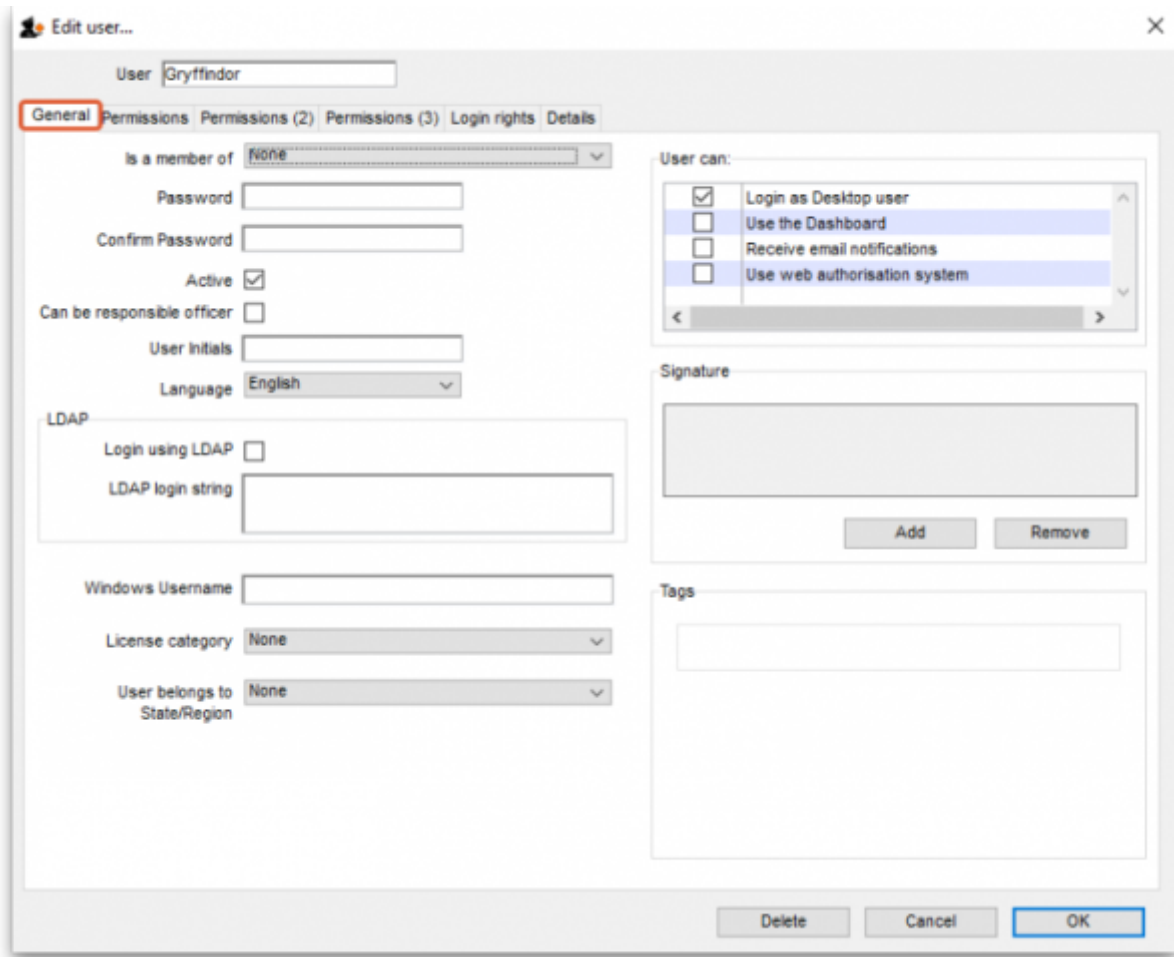 Edit user...
User Gryffindor
General Permissions Permissions (2) Permissions (3) Login rights Details
Is a member of None
Password
Confirm Password
Active
Can be responsible officer
User Initials
Language English
LDAP
Login using LDAP
LDAP login string
Windows Username
License category None
User belongs to None
State/Region
User can:
Login as Desktop user
Use the Dashboard
Receive email notifications
Use web authorisation system
Signature
Add Remove
Tags
Delete Cancel OK